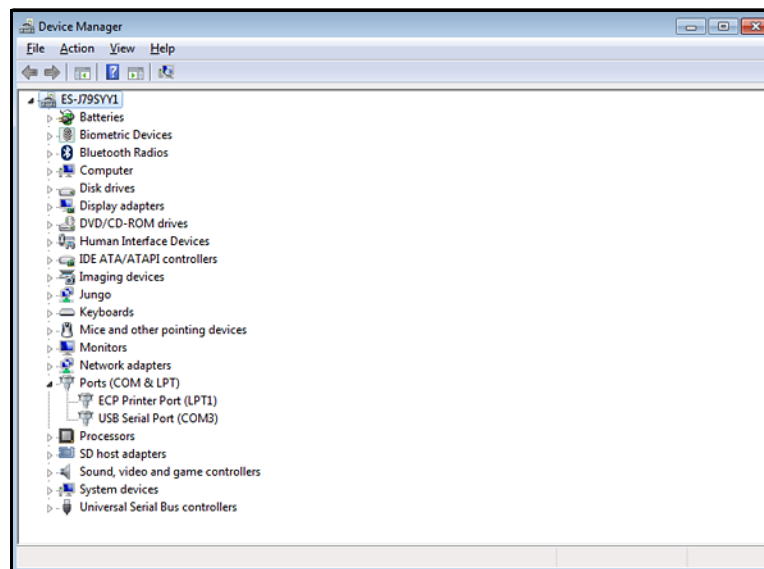 Device Manager
File Action View Help
ES-J79SYY1
Batteries
Biometric Devices
Bluetooth Radios
Computer
Disk drives
Display adapters
DVD/CD-ROM drives
Human Interface Devices
IDE ATA/ATAPI controllers
Imaging devices
Jungo
Keyboards
Mice and other pointing devices
Monitors
Network adapters
Ports (COM & LPT)
ECP Printer Port (LPT1)
USB Serial Port (COM3)
Processors
SD host adapters
Sound, video and game controllers
System devices
Universal Serial Bus controllers